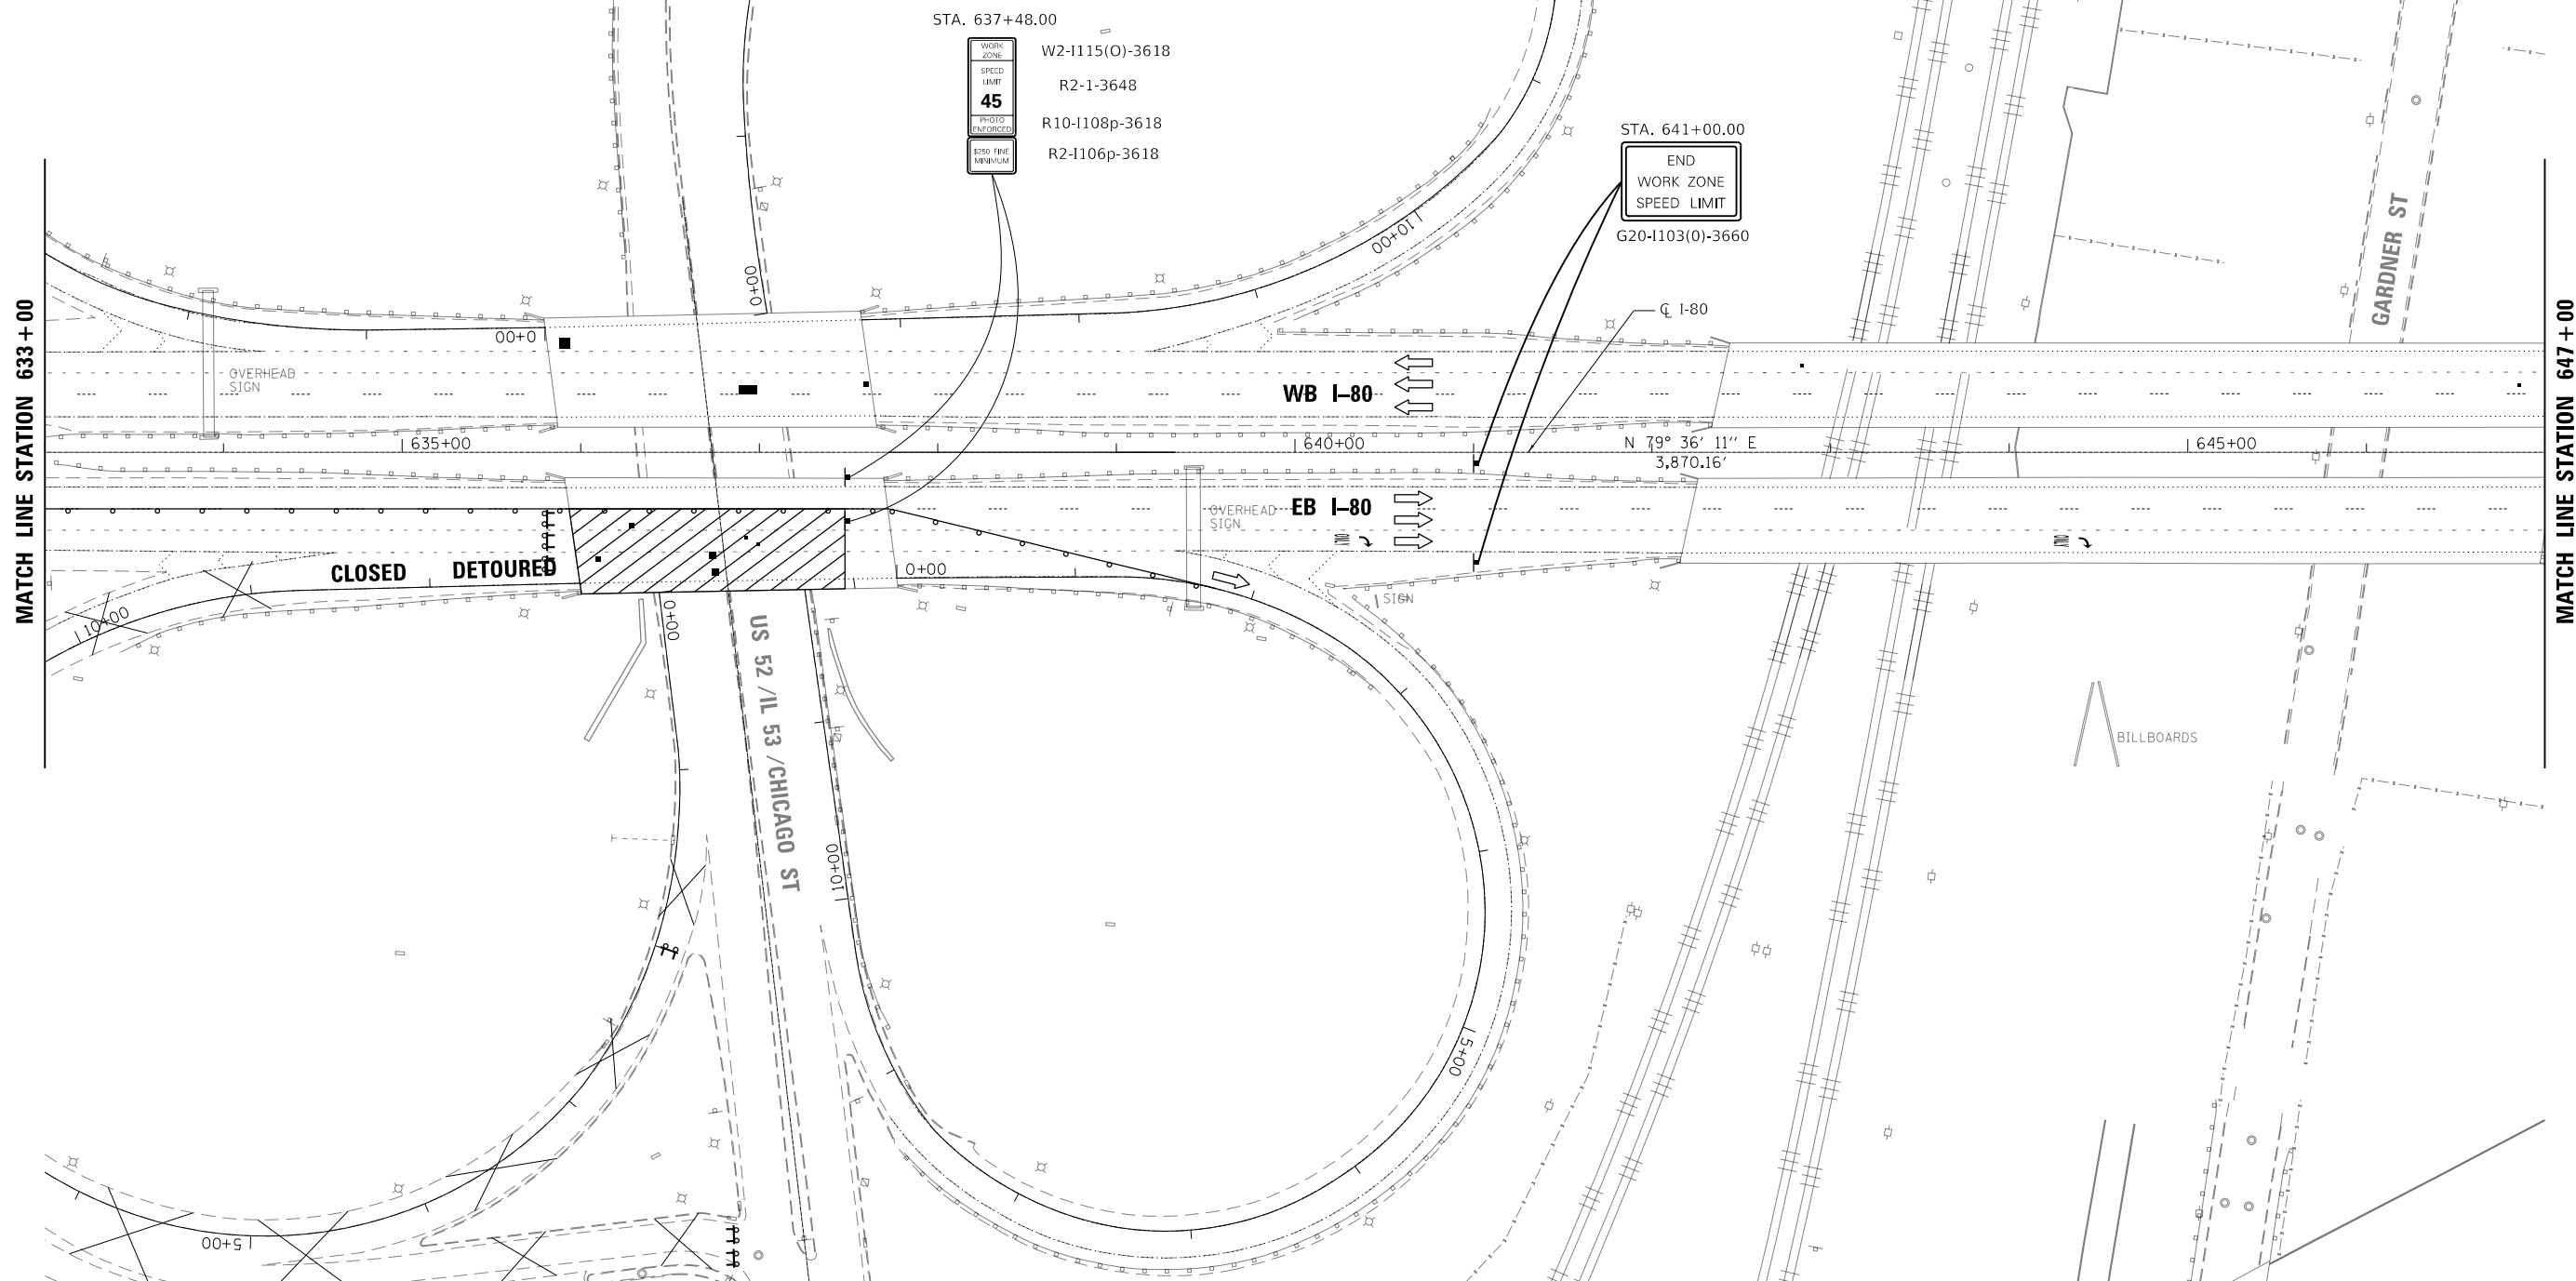 STA. 637+48.00
WORK
ZONE
SPEED
LIMIT
45
PHOTO
ENFORCED
$250 FINE
MINIMUM
W2-I115(O)-3618
R2-1-3648
R10-I108p-3618
R2-I106p-3618
STA. 641+00.00
END
WORK ZONE
SPEED LIMIT
G20-I103(O)-3660
GARDNER ST
10+00
0+00
MATCH LINE STATION 633+00
MATCH LINE STATION 647+00
℄ I-80
0+00
OVERHEAD
SIGN
WB I-80
635+00
640+00
N 79° 36' 11" E
3,870.16'
645+00
OVERHEAD
SIGN
EB I-80
CLOSED DETOURED
0+00
0+00
SIGN
10+00
US 52 /IL 53 /CHICAGO ST
BILLBOARDS
10+00
5+00
5+00